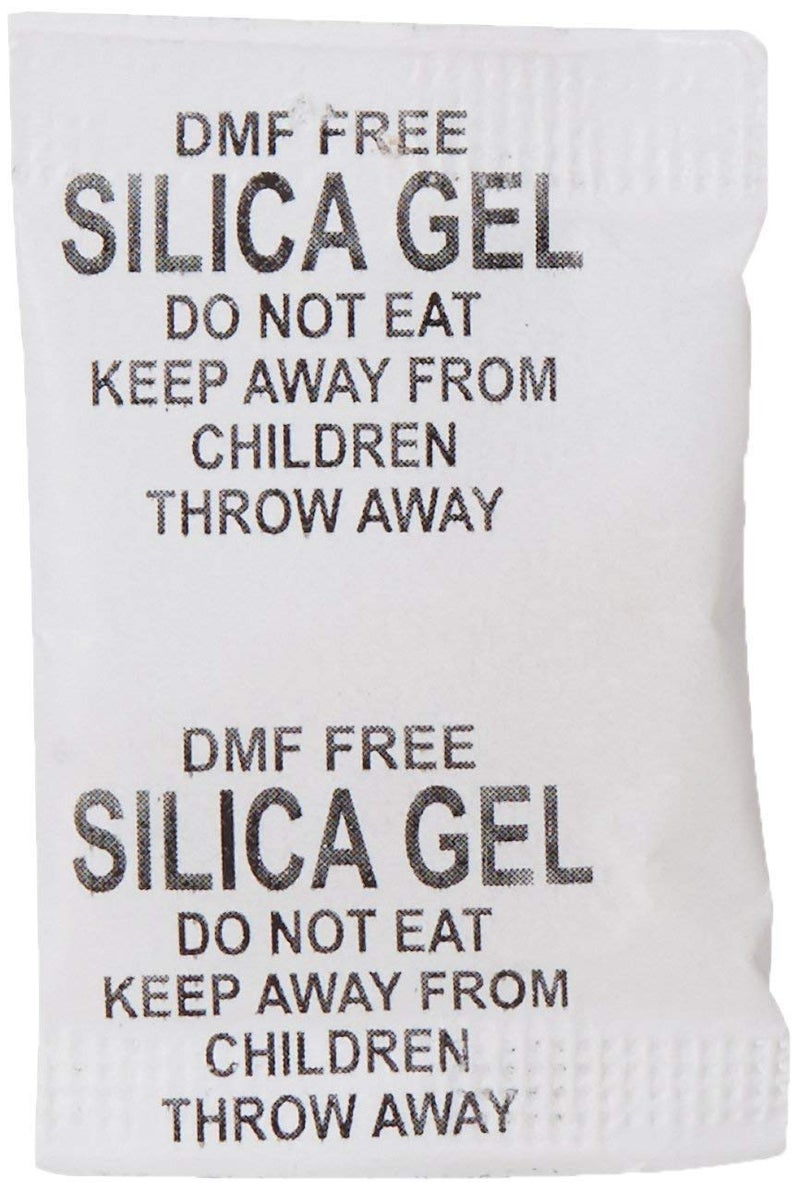 DMF FREE
SILICA GEL
DO NOT EAT
KEEP AWAY FROM
CHILDREN
THROW AWAY
DMF FREE
SILICA GEL
DO NOT EAT
KEEP AWAY FROM
CHILDREN
THROW AWAY